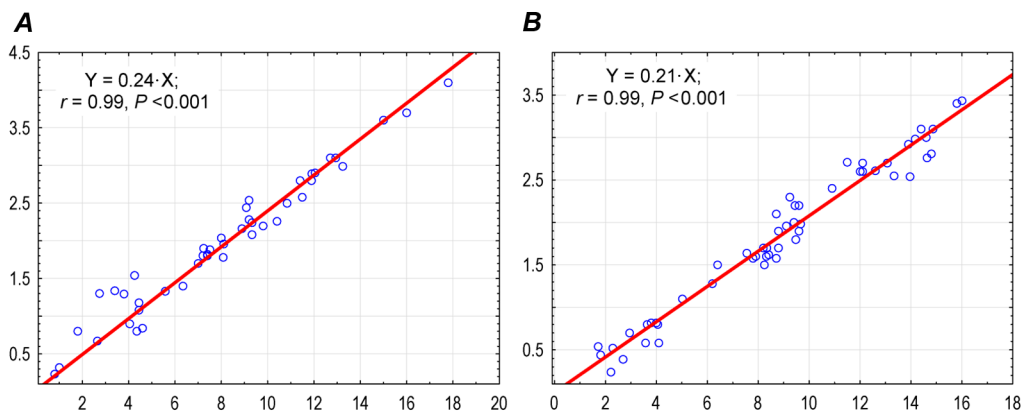 A
4.5
3.5
2.5
1.5
0.5
Y = 0.24·X;
r = 0.99, P <0.001
2 4 6 8 10 12 14 16 18 20
B
3.5
2.5
1.5
0.5
Y = 0.21·X;
r = 0.99, P <0.001
0 2 4 6 8 10 12 14 16 18